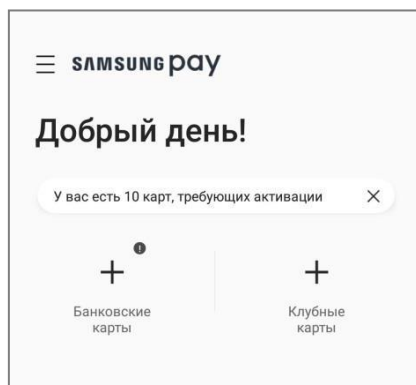 SAMSUNG pay
Добрый день!
У вас есть 10 карт, требующих активации
Банковские
карты
Клубные
карты